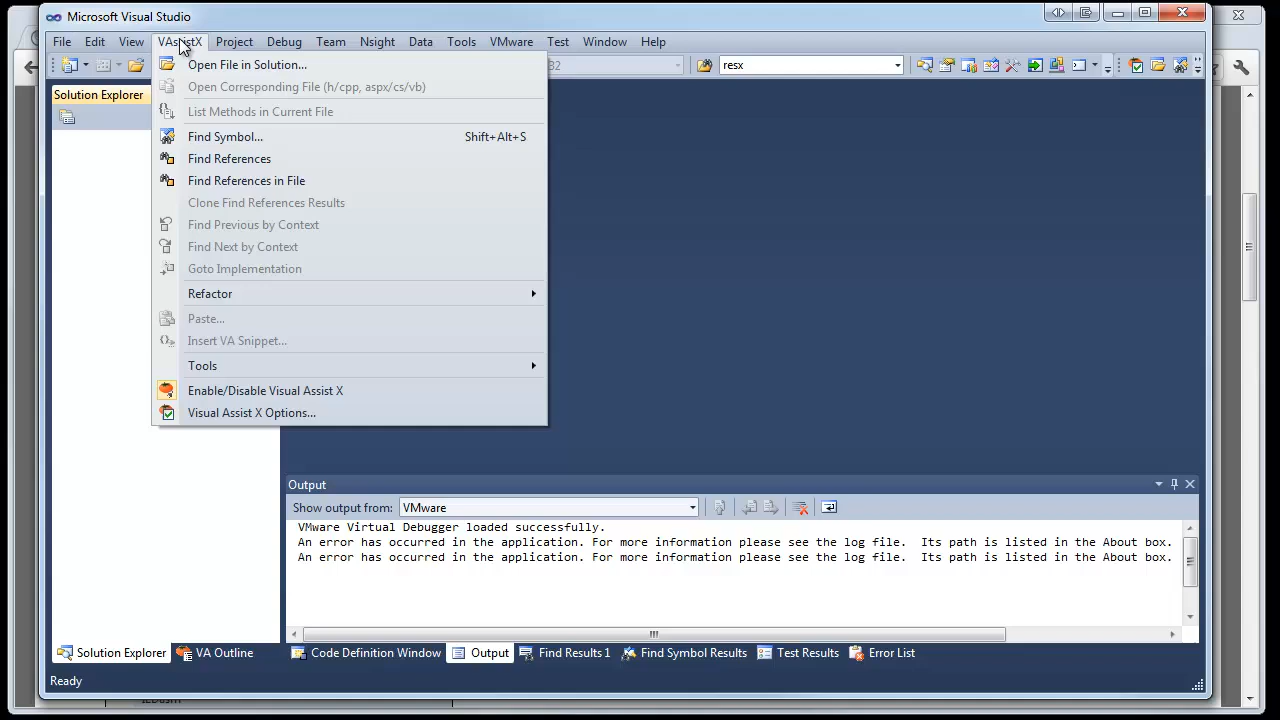 Microsoft Visual Studio
File Edit View VAssistX Project Debug Team Nsight Data Tools VMware Test Window Help
resx
Solution Explorer
Open File in Solution...
Open Corresponding File (h/cpp, aspx/cs/vb)
List Methods in Current File
Find Symbol... Shift+Alt+S
Find References
Find References in File
Clone Find References Results
Find Previous by Context
Find Next by Context
Goto Implementation
Refactor
Paste...
Insert VA Snippet...
Tools
Enable/Disable Visual Assist X
Visual Assist X Options...
Output
Show output from: VMware
VMware Virtual Debugger loaded successfully.
An error has occurred in the application. For more information please see the log file.  Its path is listed in the About box.
An error has occurred in the application. For more information please see the log file.  Its path is listed in the About box.
Solution Explorer VA Outline Code Definition Window Output Find Results 1 Find Symbol Results Test Results Error List
Ready